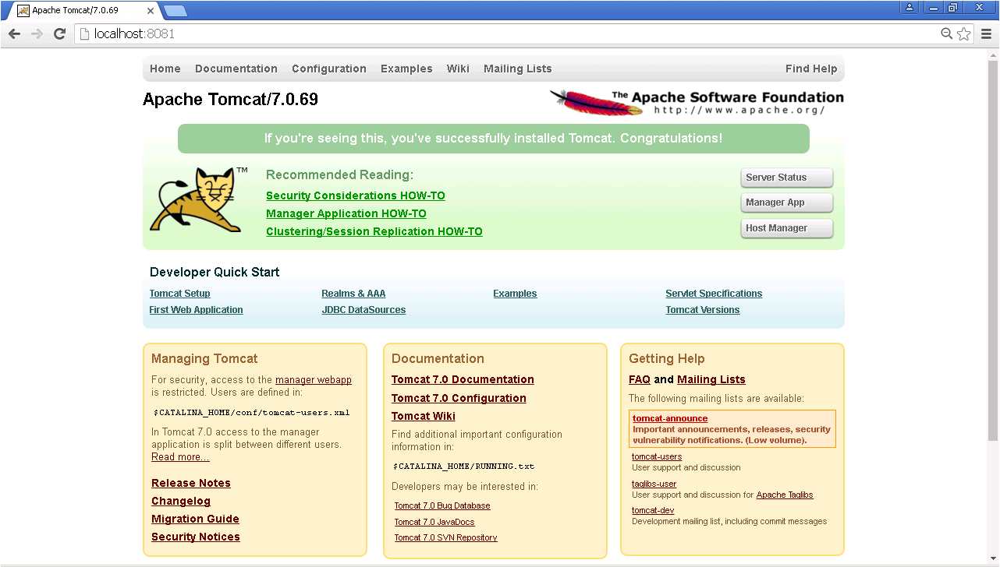 Apache Tomcat/7.0.69
localhost:8081
Home Documentation Configuration Examples Wiki Mailing Lists Find Help
Apache Tomcat/7.0.69
The Apache Software Foundation
http://www.apache.org/
If you're seeing this, you've successfully installed Tomcat. Congratulations!
TM
Recommended Reading:
Security Considerations HOW-TO
Manager Application HOW-TO
Clustering/Session Replication HOW-TO
Server Status
Manager App
Host Manager
Developer Quick Start
Tomcat Setup Realms & AAA Examples Servlet Specifications
First Web Application JDBC DataSources Tomcat Versions
Managing Tomcat
For security, access to the manager webapp
is restricted. Users are defined in:
$CATALINA_HOME/conf/tomcat-users.xml
In Tomcat 7.0 access to the manager
application is split between different users.
Read more...
Release Notes
Changelog
Migration Guide
Security Notices
Documentation
Tomcat 7.0 Documentation
Tomcat 7.0 Configuration
Tomcat Wiki
Find additional important configuration
information in:
$CATALINA_HOME/RUNNING.txt
Developers may be interested in:
Tomcat 7.0 Bug Database
Tomcat 7.0 JavaDocs
Tomcat 7.0 SVN Repository
Getting Help
FAQ and Mailing Lists
The following mailing lists are available:
tomcat-announce
Important announcements, releases, security
vulnerability notifications. (Low volume).
tomcat-users
User support and discussion
taglibs-user
User support and discussion for Apache Taglibs
tomcat-dev
Development mailing list, including commit messages